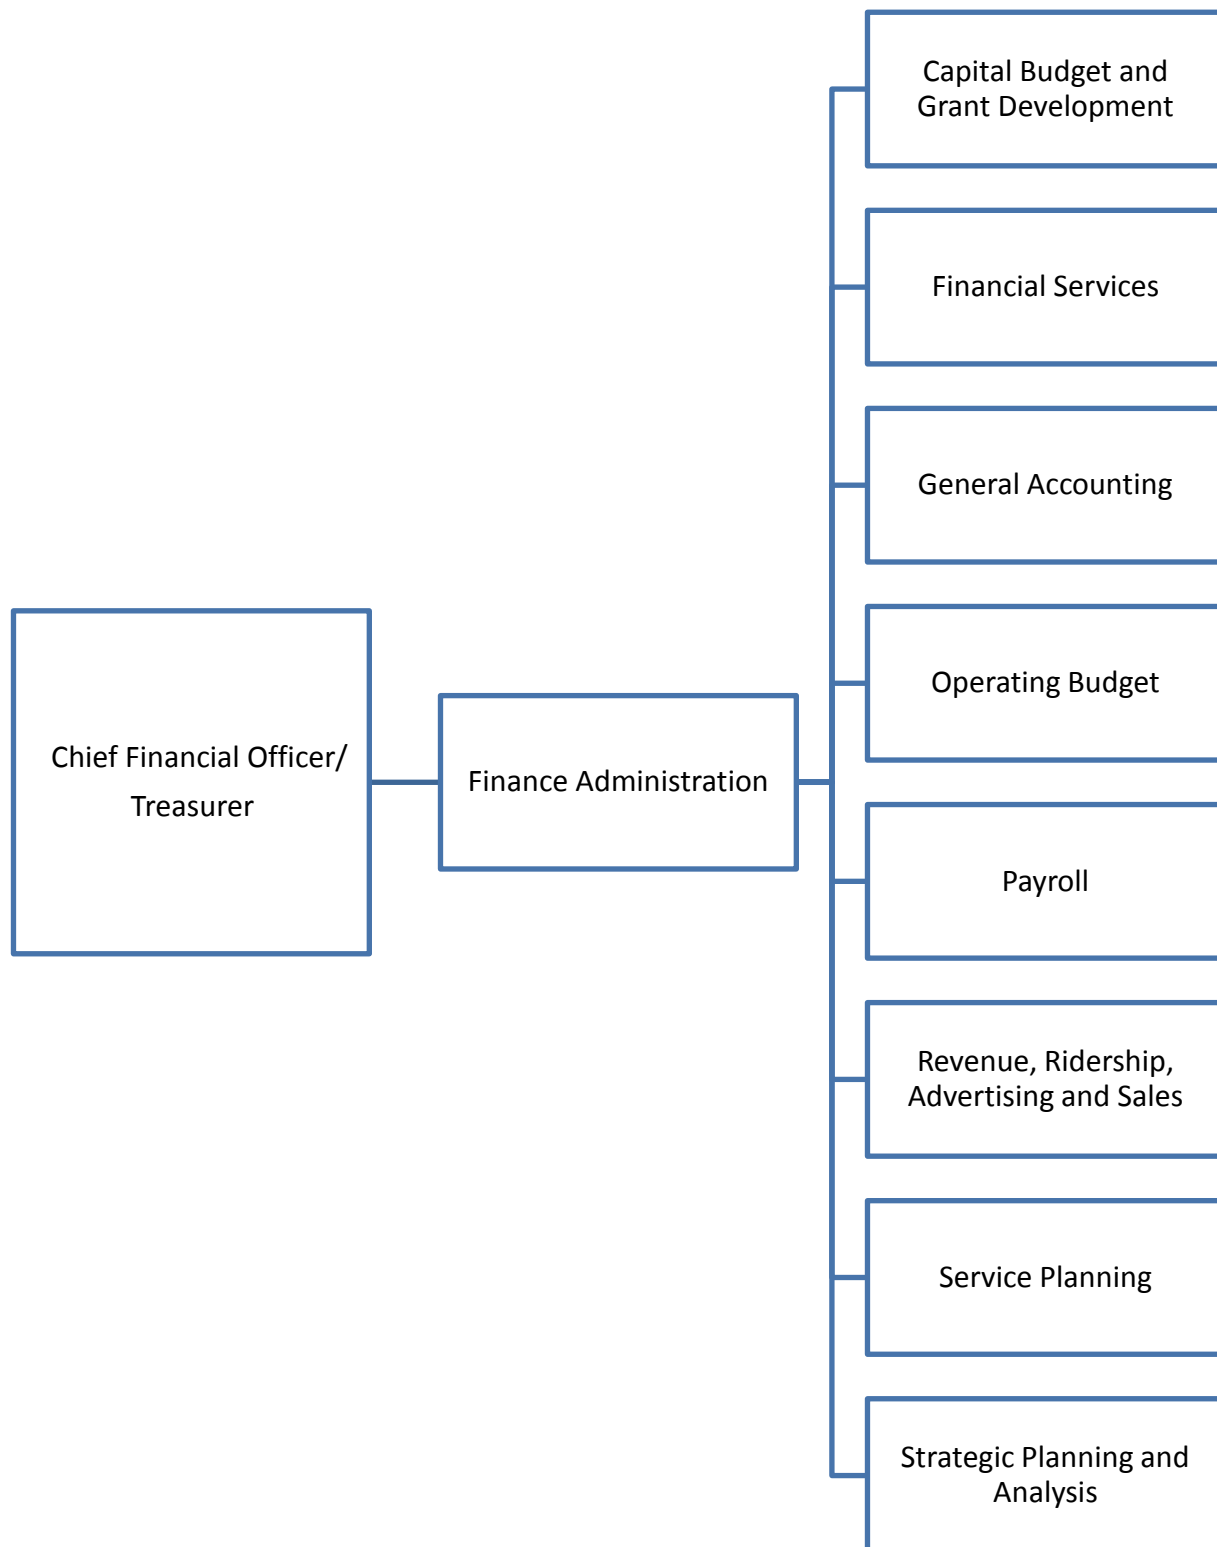 Chief Financial Officer/
Treasurer
Finance Administration
Capital Budget and
Grant Development
Financial Services
General Accounting
Operating Budget
Payroll
Revenue, Ridership,
Advertising and Sales
Service Planning
Strategic Planning and
Analysis